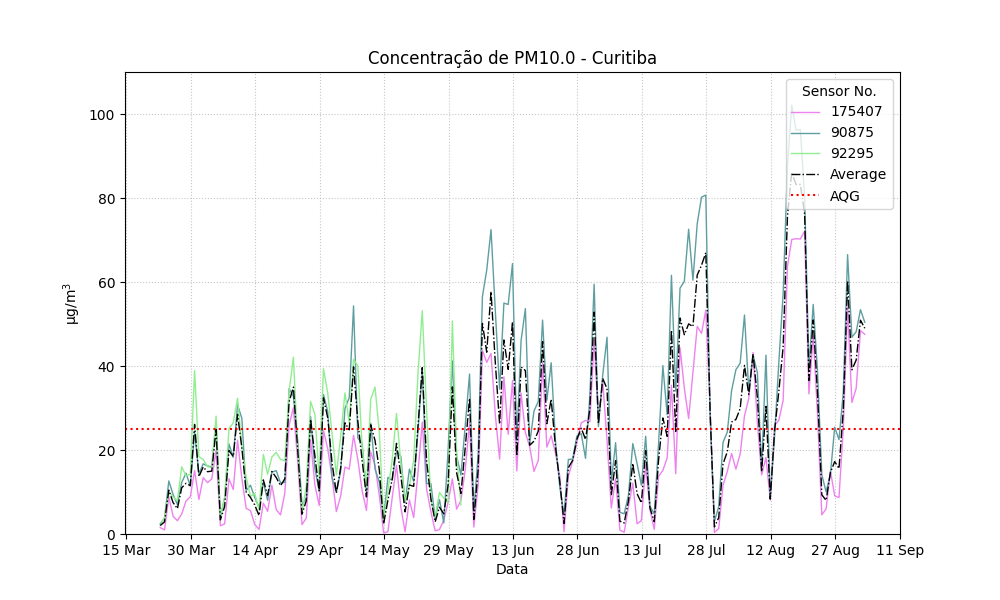 Concentração de PM10.0 - Curitiba
Sensor No.
175407
90875
92295
Average
AQG
µg/m³
100
80
60
40
20
0
15 Mar 30 Mar 14 Apr 29 Apr 14 May 29 May 13 Jun 28 Jun 13 Jul 28 Jul 12 Aug 27 Aug 11 Sep
Data